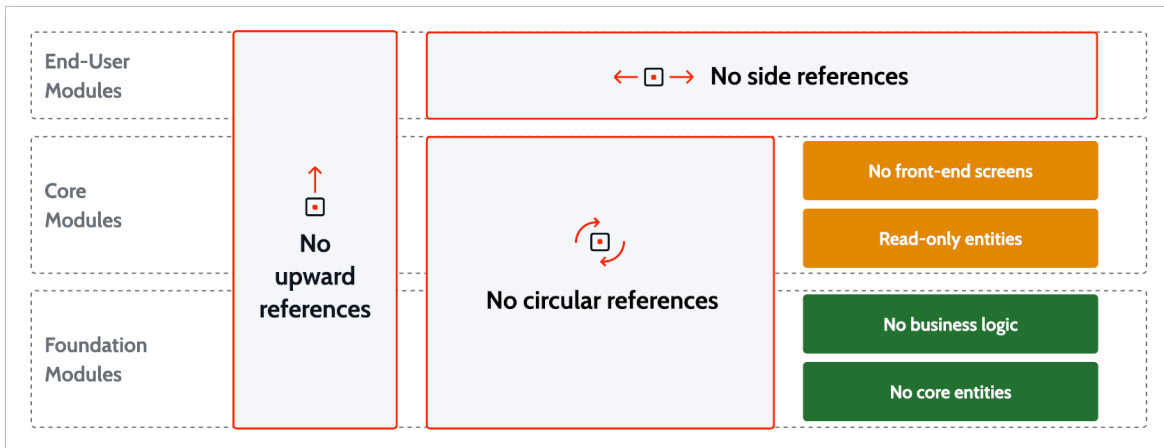 End-User
Modules
No side references
Core
Modules
No
upward
references
No circular references
No front-end screens
Read-only entities
Foundation
Modules
No business logic
No core entities